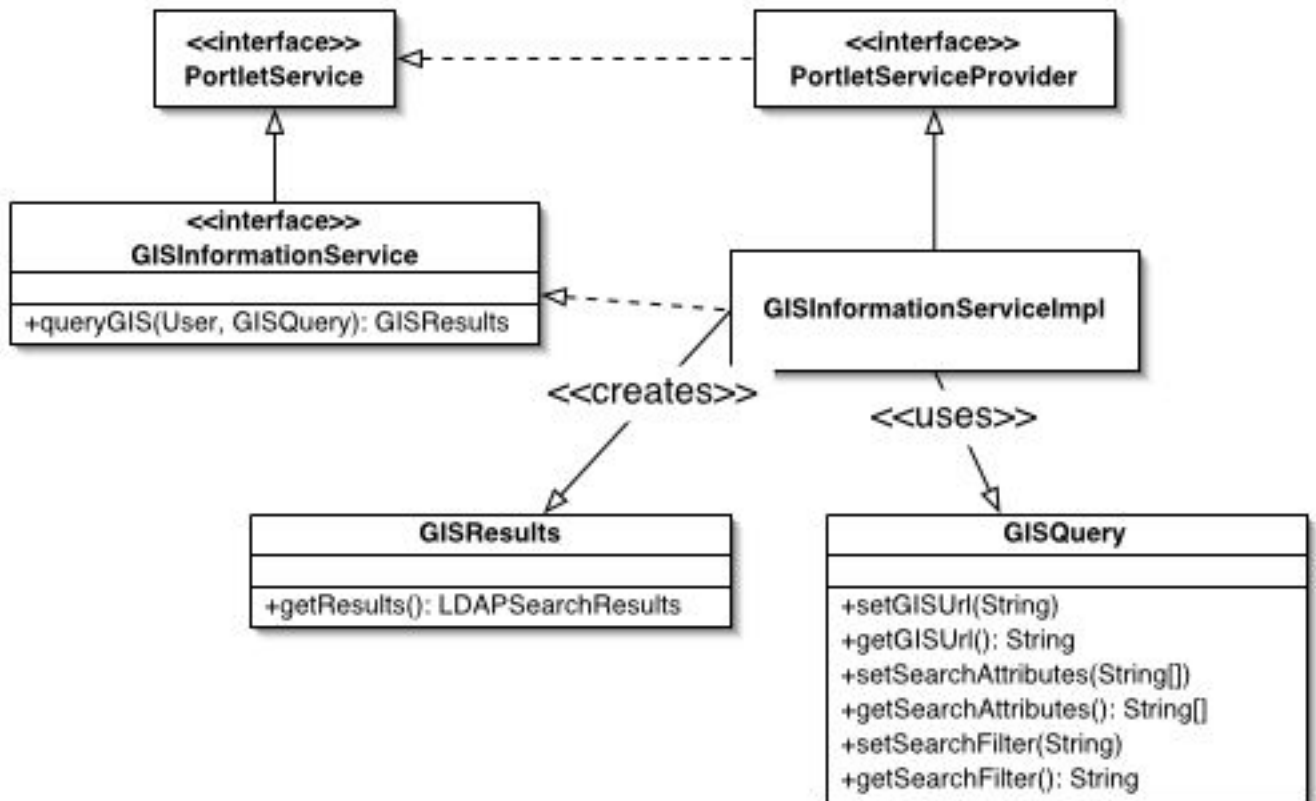 <<interface>>
PortletService
<<interface>>
PortletServiceProvider
<<interface>>
GISInformationService
+queryGIS(User, GISQuery): GISResults
GISInformationServiceImpl
<<creates>>
<<uses>>
GISResults
+getResults(): LDAPSearchResults
GISQuery
+setGISUrl(String)
+getGISUrl(): String
+setSearchAttributes(String[])
+getSearchAttributes(): String[]
+setSearchFilter(String)
+getSearchFilter(): String